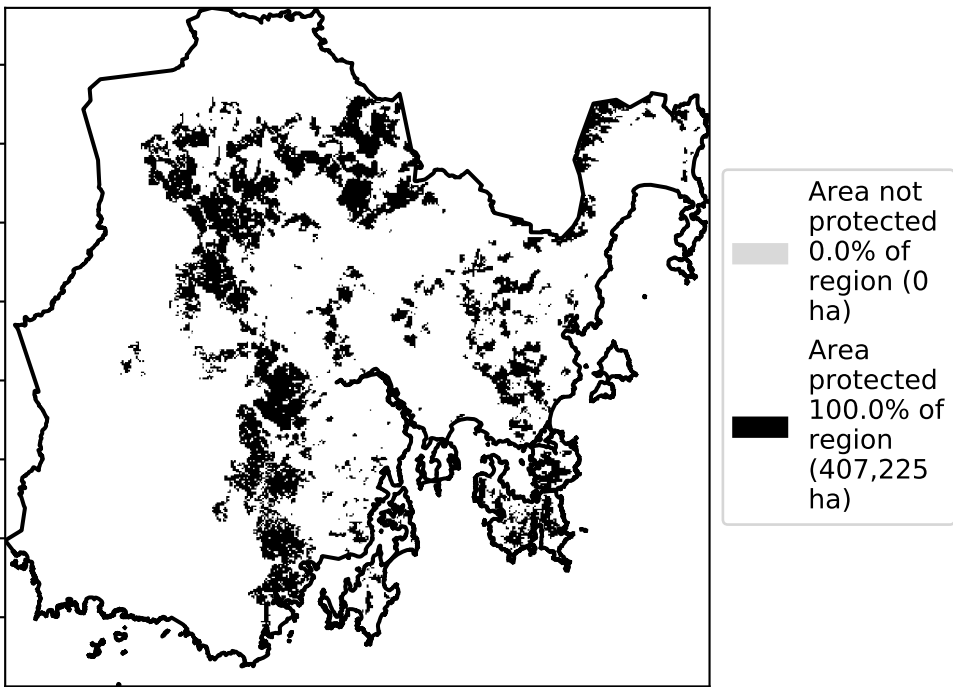 Area not
protected
0.0% of
region (0
ha)
Area
protected
100.0% of
region
(407,225
ha)